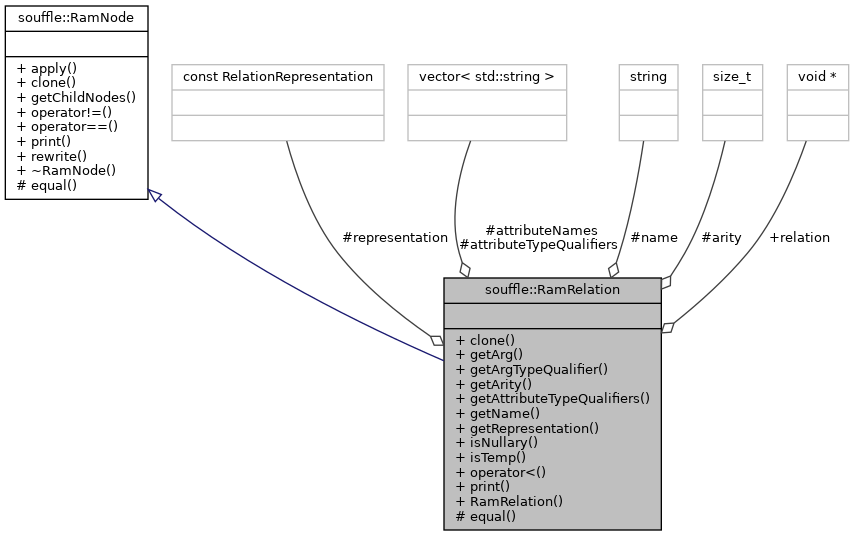 souffle::RamNode
+ apply()
+ clone()
+ getChildNodes()
+ operator!=()
+ operator==()
+ print()
+ rewrite()
+ ~RamNode()
# equal()
const RelationRepresentation
vector< std::string >
string
size_t
void *
#representation
#attributeNames
#attributeTypeQualifiers
#name
#arity
+relation
souffle::RamRelation
+ clone()
+ getArg()
+ getArgTypeQualifier()
+ getArity()
+ getAttributeTypeQualifiers()
+ getName()
+ getRepresentation()
+ isNullary()
+ isTemp()
+ operator<()
+ print()
+ RamRelation()
# equal()